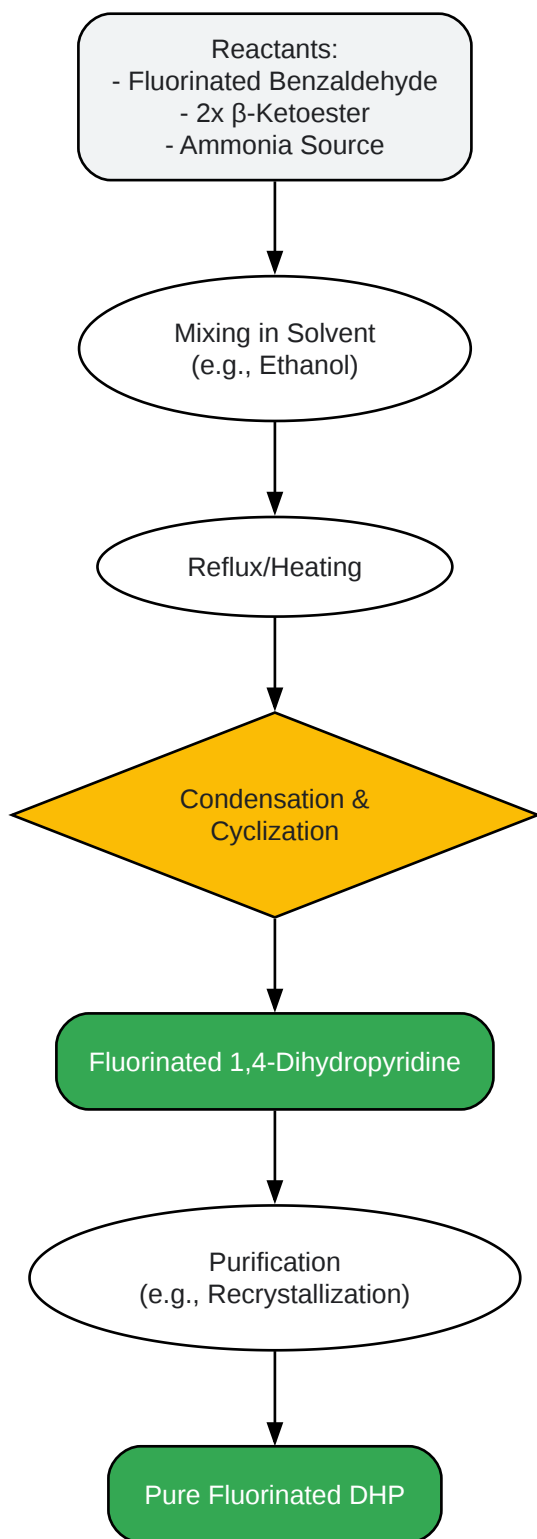 Reactants:
- Fluorinated Benzaldehyde
- 2x β-Ketoester
- Ammonia Source
Mixing in Solvent
(e.g., Ethanol)
Reflux/Heating
Condensation &
Cyclization
Fluorinated 1,4-Dihydropyridine
Purification
(e.g., Recrystallization)
Pure Fluorinated DHP